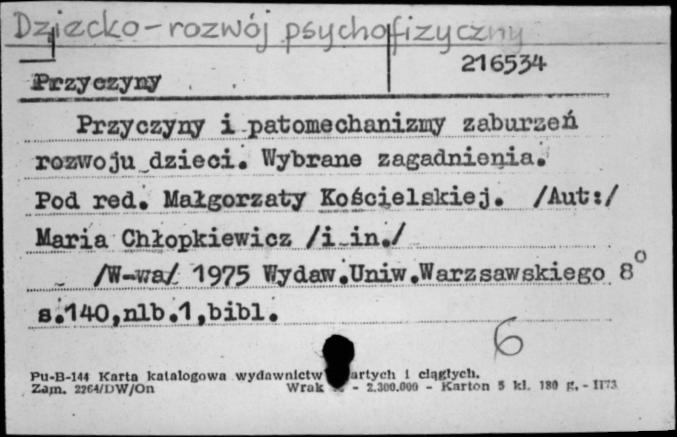 Dziecko - rozwój psychofizyczny
216534
Przyczyny
Przyczyny i patomechanizmy zaburzeń
rozwoju dzieci. Wybrane zagadnienia.
Pod red. Małgorzaty Kościelskiej. /Aut:/
Maria Chłopkiewicz /i in./
/W-wa/ 1975 Wydaw.Uniw.Warzsawskiego 8°
s.140,nlb.1,bibl.
6
Pu-B-144 Karta katalogowa wydawnictw artych i ciągłych.
Zam. 2264/DW/On Wrak - 2.300.000 - Karton 5 kl. 180 g. - II73